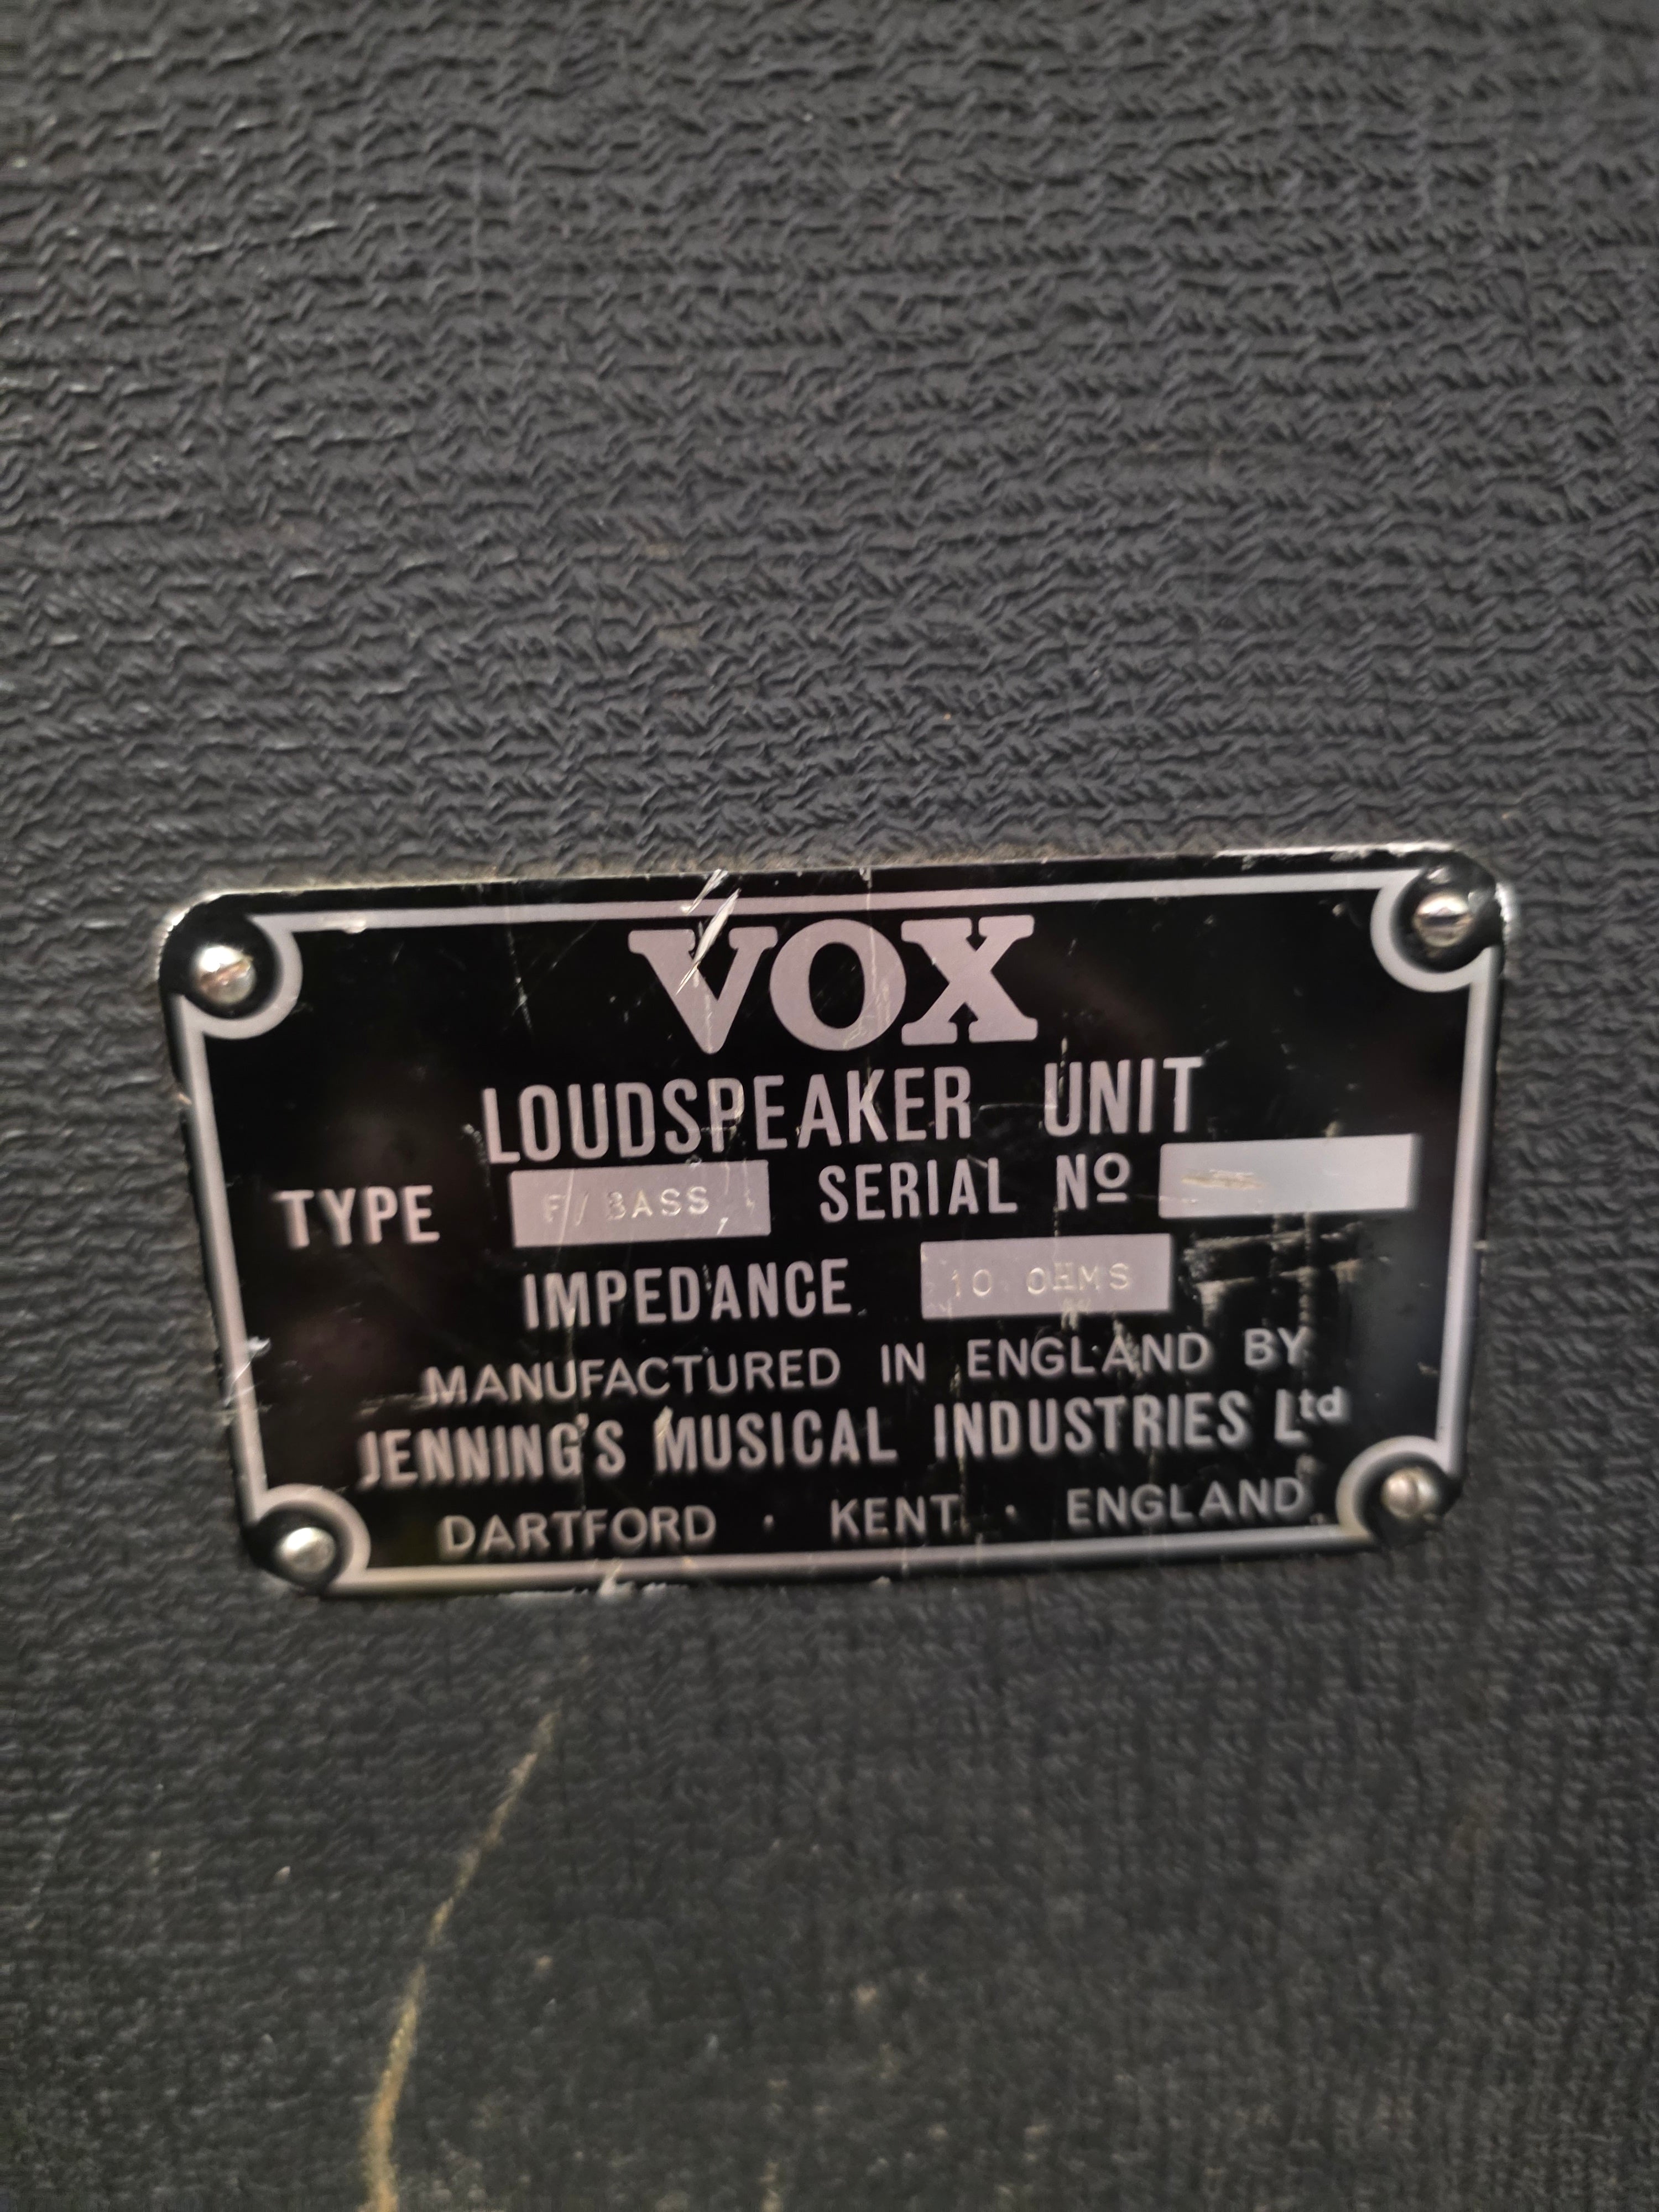 VOX
LOUDSPEAKER UNIT
TYPE F/BASS SERIAL Nº
IMPEDANCE 10 OHMS
MANUFACTURED IN ENGLAND BY
JENNING'S MUSICAL INDUSTRIES Ltd
DARTFORD · KENT · ENGLAND